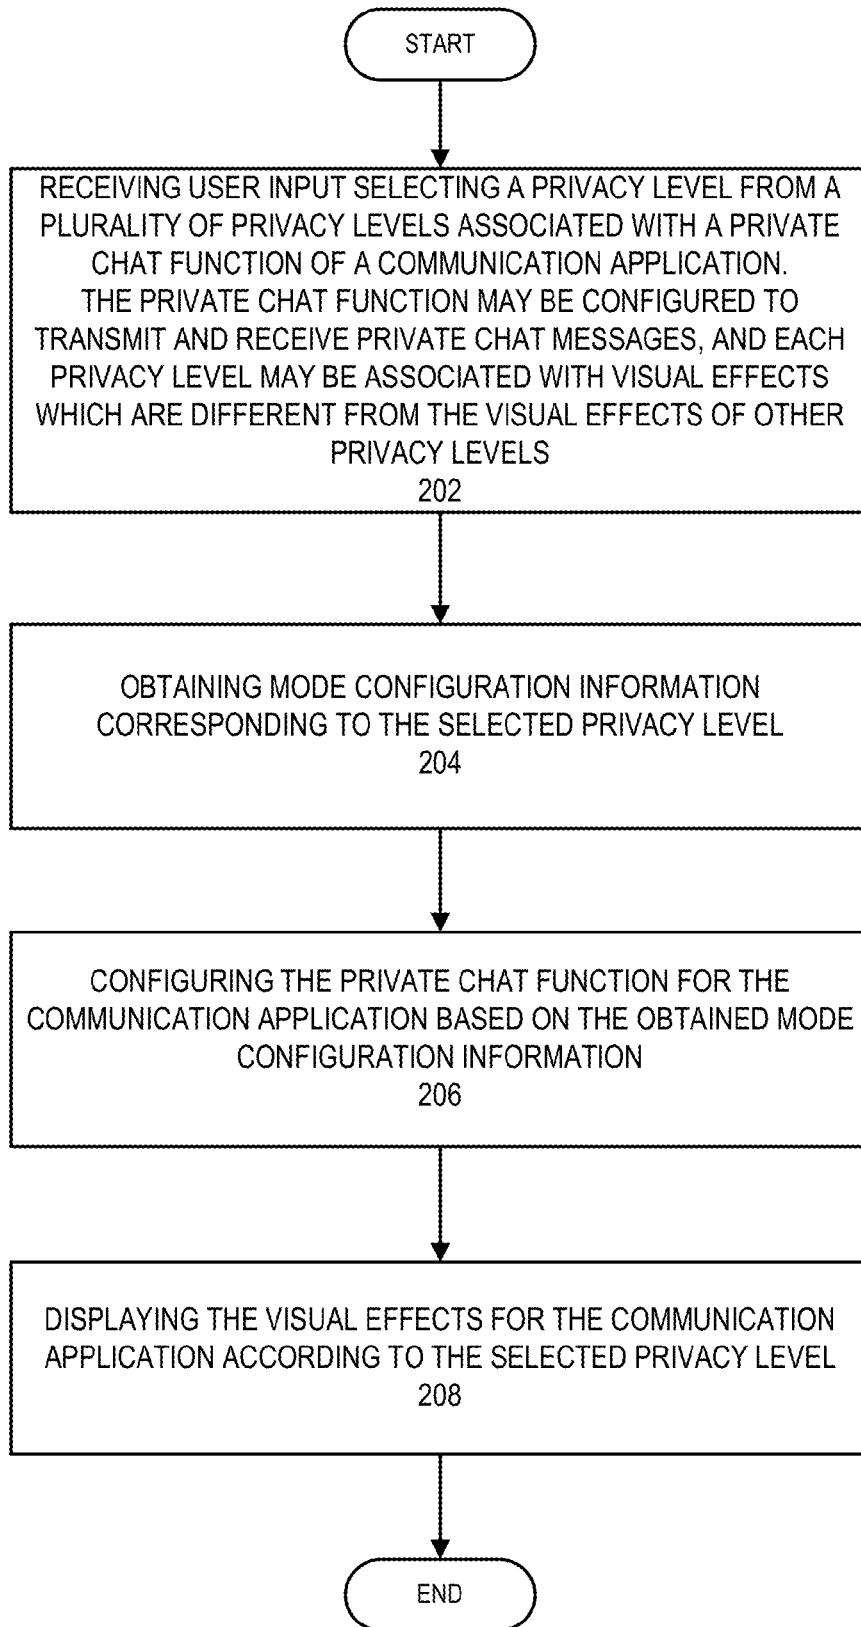 START
RECEIVING USER INPUT SELECTING A PRIVACY LEVEL FROM A
PLURALITY OF PRIVACY LEVELS ASSOCIATED WITH A PRIVATE
CHAT FUNCTION OF A COMMUNICATION APPLICATION.
THE PRIVATE CHAT FUNCTION MAY BE CONFIGURED TO
TRANSMIT AND RECEIVE PRIVATE CHAT MESSAGES, AND EACH
PRIVACY LEVEL MAY BE ASSOCIATED WITH VISUAL EFFECTS
WHICH ARE DIFFERENT FROM THE VISUAL EFFECTS OF OTHER
PRIVACY LEVELS
202
OBTAINING MODE CONFIGURATION INFORMATION
CORRESPONDING TO THE SELECTED PRIVACY LEVEL
204
CONFIGURING THE PRIVATE CHAT FUNCTION FOR THE
COMMUNICATION APPLICATION BASED ON THE OBTAINED MODE
CONFIGURATION INFORMATION
206
DISPLAYING THE VISUAL EFFECTS FOR THE COMMUNICATION
APPLICATION ACCORDING TO THE SELECTED PRIVACY LEVEL
208
END